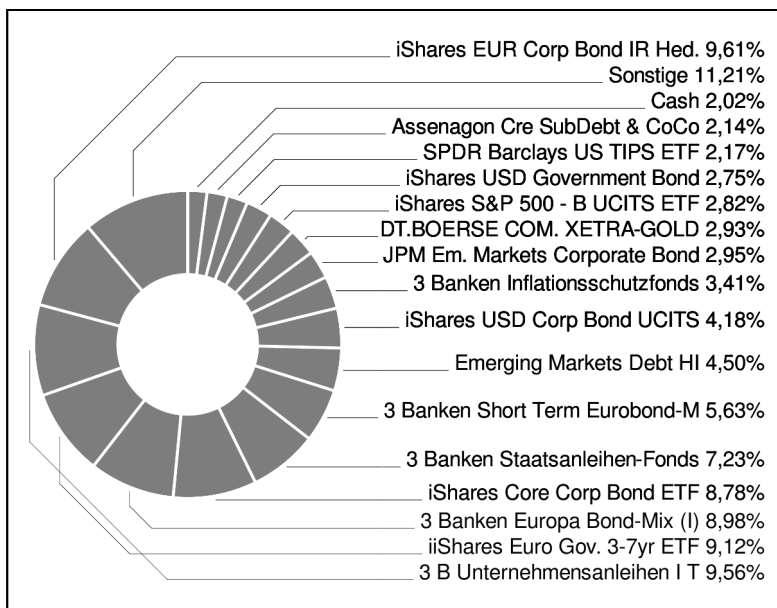 iShares EUR Corp Bond IR Hed. 9,61%
Sonstige 11,21%
Cash 2,02%
Assenagon Cre SubDebt & CoCo 2,14%
SPDR Barclays US TIPS ETF 2,17%
iShares USD Government Bond 2,75%
iShares S&P 500 - B UCITS ETF 2,82%
DT.BOERSE COM. XETRA-GOLD 2,93%
JPM Em. Markets Corporate Bond 2,95%
3 Banken Inflationsschutzfonds 3,41%
iShares USD Corp Bond UCITS 4,18%
Emerging Markets Debt HI 4,50%
3 Banken Short Term Eurobond-M 5,63%
3 Banken Staatsanleihen-Fonds 7,23%
iShares Core Corp Bond ETF 8,78%
3 Banken Europa Bond-Mix (I) 8,98%
iiShares Euro Gov. 3-7yr ETF 9,12%
3 B Unternehmensanleihen I T 9,56%